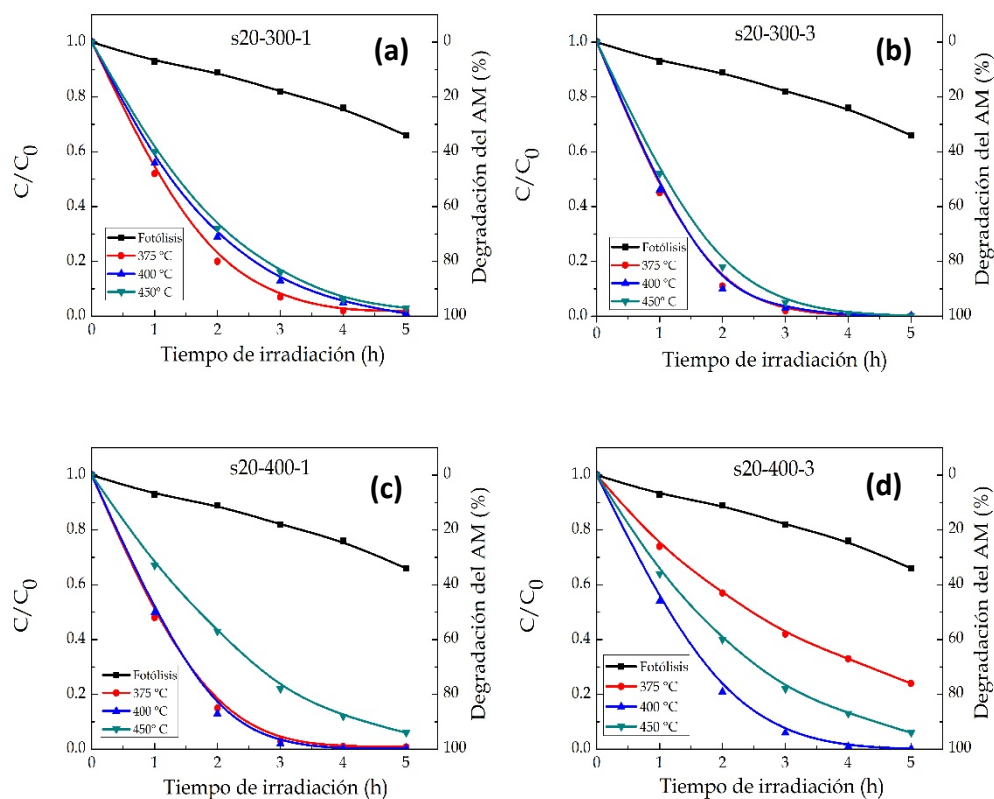 s20-300-1
(a)
1.0
0.8
0.6
0.4
0.2
0.0
C/C0
0
20
40
60
80
100
Degradación del AM (%)
Fotólisis
375 °C
400 °C
450° C
0 1 2 3 4 5
Tiempo de irradiación (h)
s20-300-3
(b)
1.0
0.8
0.6
0.4
0.2
0.0
C/C0
0
20
40
60
80
100
Degradación del AM (%)
Fotólisis
375 °C
400 °C
450° C
0 1 2 3 4 5
Tiempo de irradiación (h)
s20-400-1
(c)
1.0
0.8
0.6
0.4
0.2
0.0
C/C0
0
20
40
60
80
100
Degradación del AM (%)
Fotólisis
375 °C
400 °C
450° C
0 1 2 3 4 5
Tiempo de irradiación (h)
s20-400-3
(d)
1.0
0.8
0.6
0.4
0.2
0.0
C/C0
0
20
40
60
80
100
Degradación del AM (%)
Fotólisis
375 °C
400 °C
450 °C
0 1 2 3 4 5
Tiempo de irradiación (h)